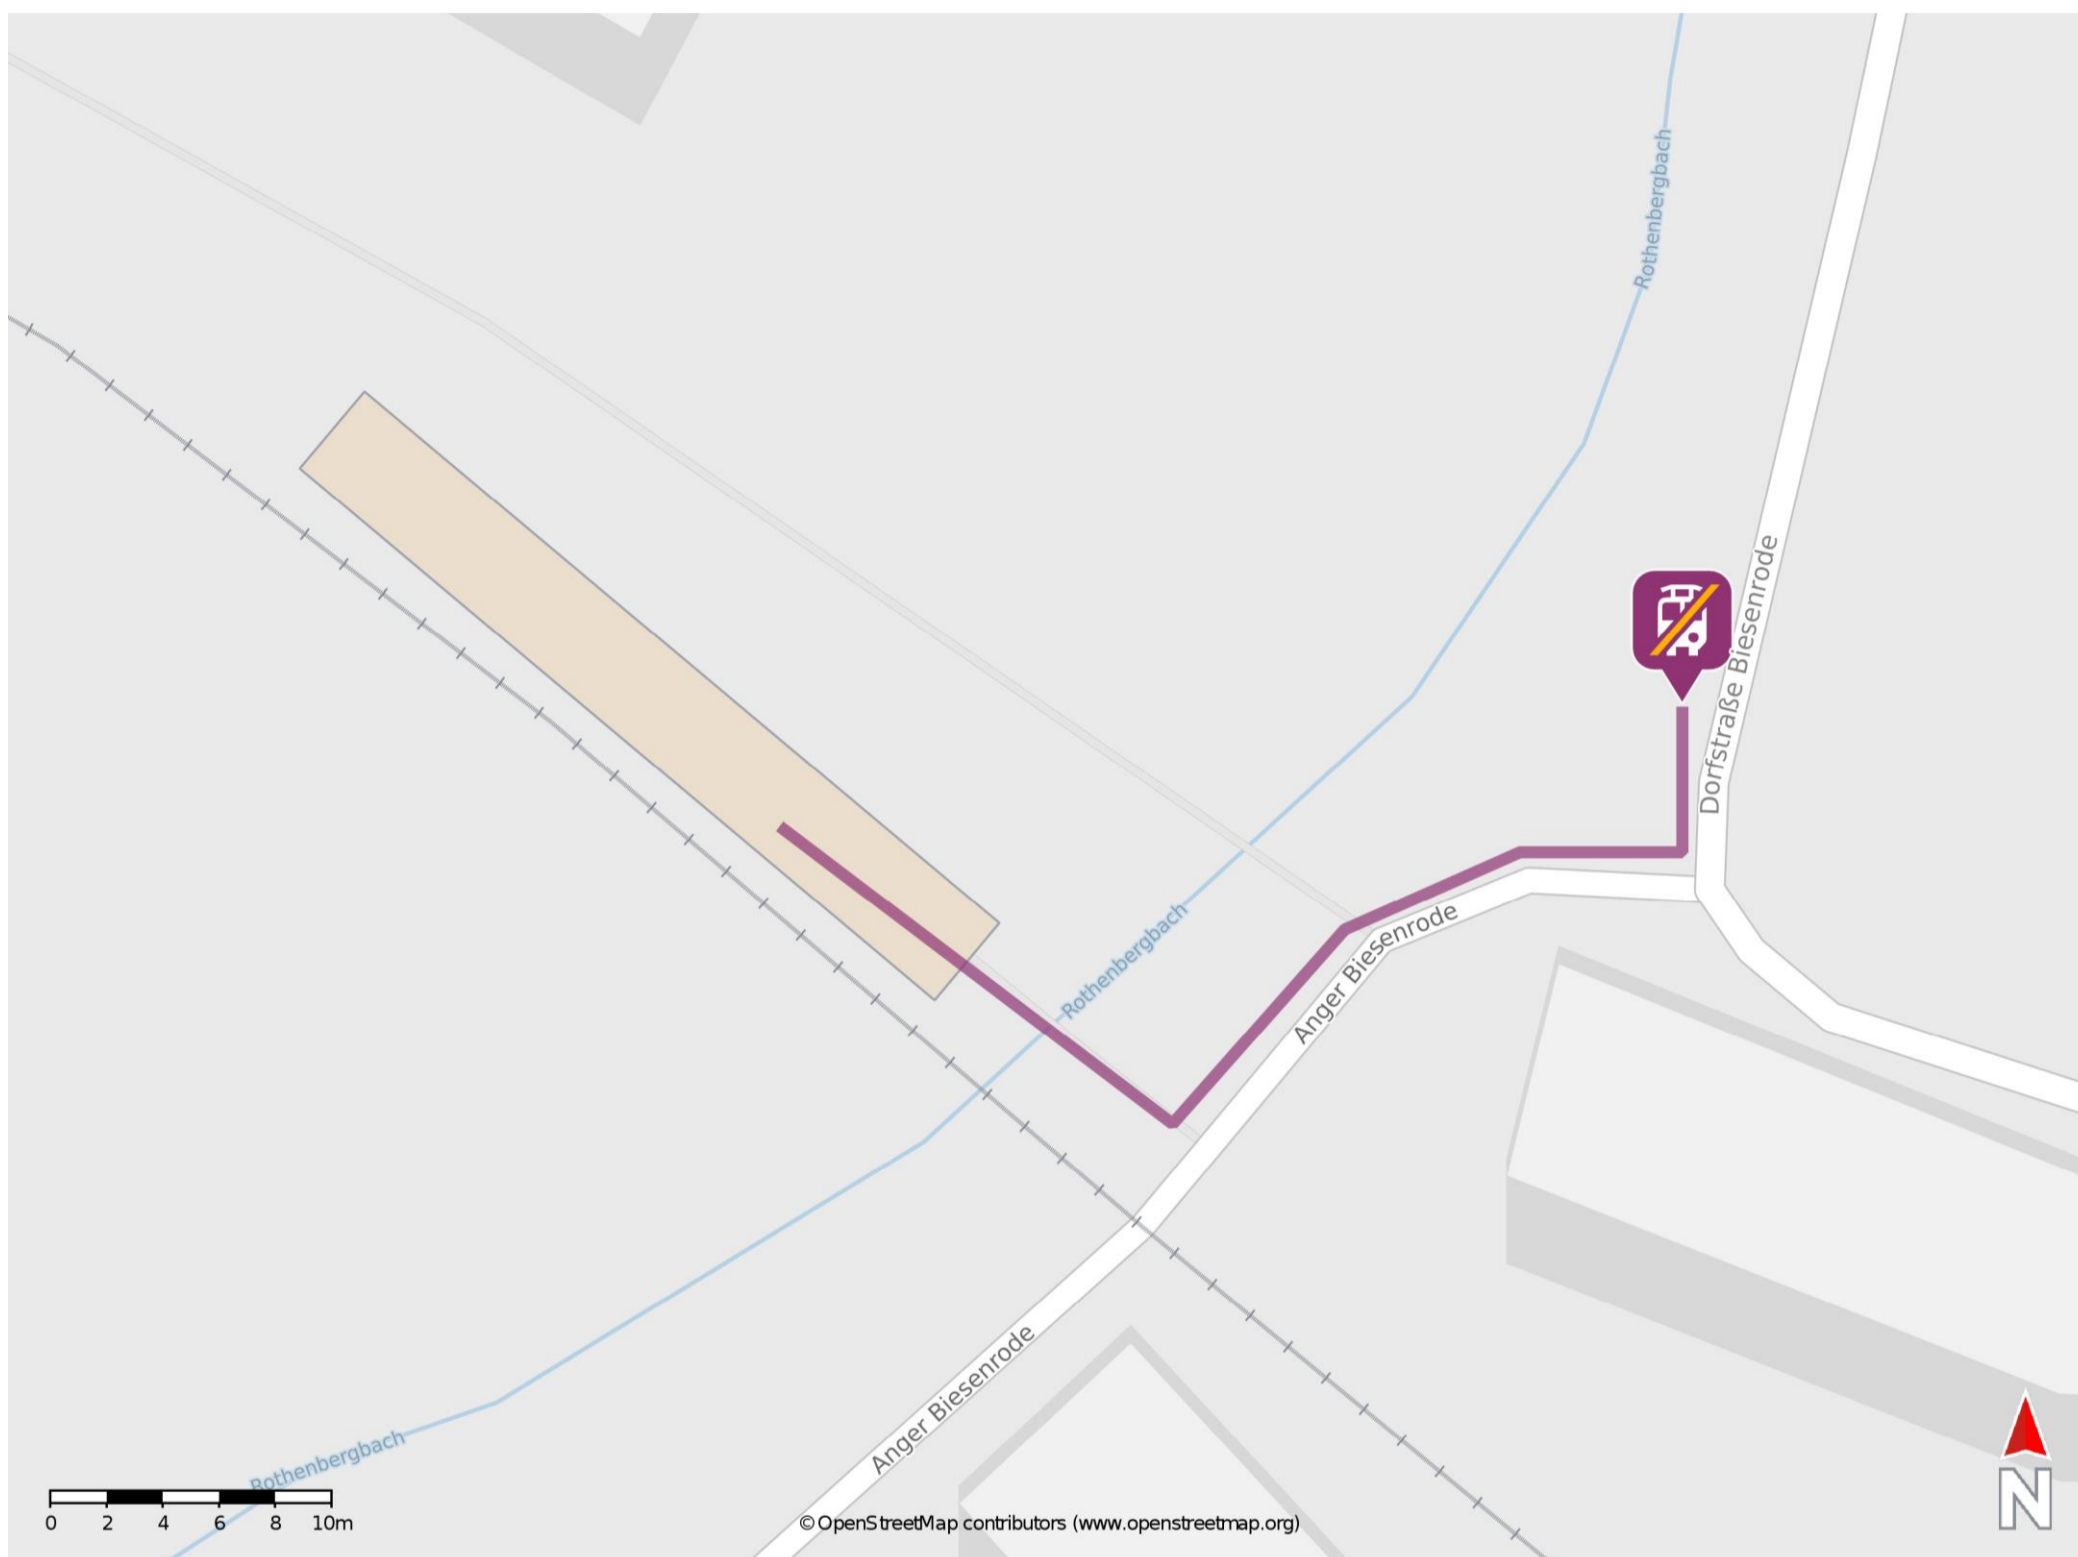 Rothenbergbach
Dorfstraße Biesenrode
Rothenbergbach
Anger Biesenrode
Anger Biesenrode
Rothenbergbach
0 2 4 6 8 10m
© OpenStreetMap contributors (www.openstreetmap.org)
N